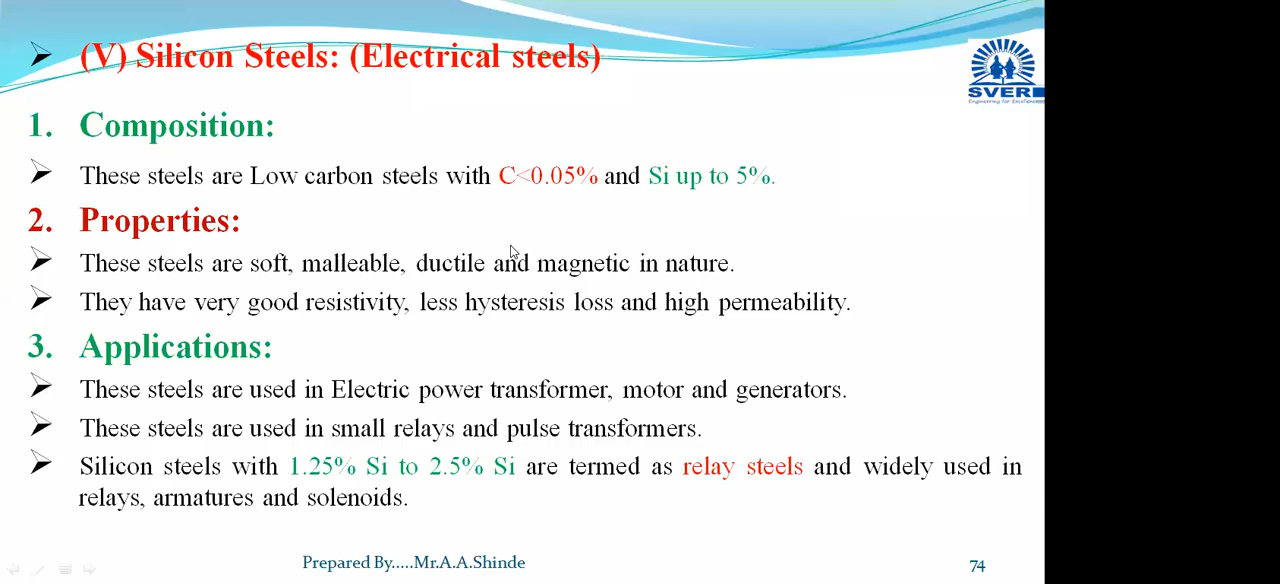 ➢ (V) Silicon Steels: (Electrical steels)
SVERI
Engineering for Excellence
1. Composition:
➢ These steels are Low carbon steels with C<0.05% and Si up to 5%.
2. Properties:
➢ These steels are soft, malleable, ductile and magnetic in nature.
➢ They have very good resistivity, less hysteresis loss and high permeability.
3. Applications:
➢ These steels are used in Electric power transformer, motor and generators.
➢ These steels are used in small relays and pulse transformers.
➢ Silicon steels with 1.25% Si to 2.5% Si are termed as relay steels and widely used in
relays, armatures and solenoids.
Prepared By.....Mr.A.A.Shinde
74